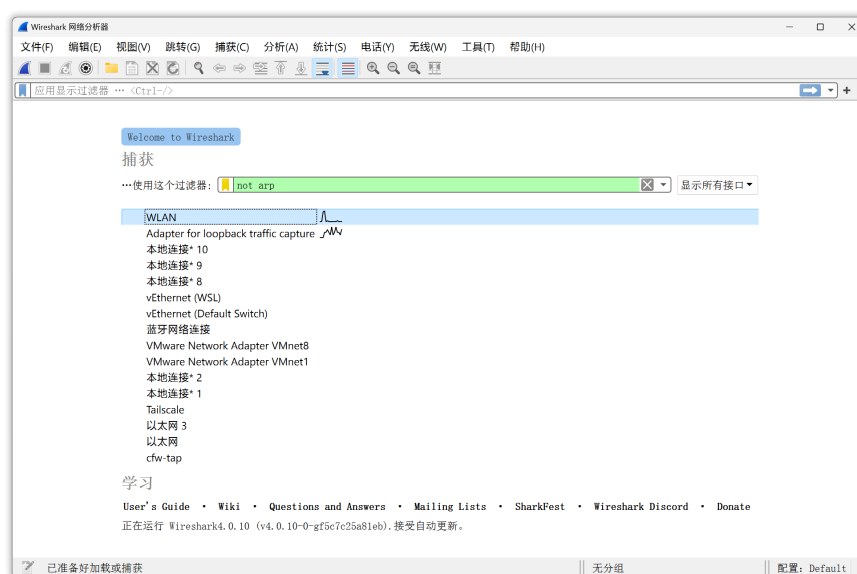 Wireshark 网络分析器
文件(F) 编辑(E) 视图(V) 跳转(G) 捕获(C) 分析(A) 统计(S) 电话(Y) 无线(W) 工具(T) 帮助(H)
应用显示过滤器 … <Ctrl-/>
Welcome to Wireshark
捕获
…使用这个过滤器: not arp 显示所有接口
WLAN
Adapter for loopback traffic capture
本地连接* 10
本地连接* 9
本地连接* 8
vEthernet (WSL)
vEthernet (Default Switch)
蓝牙网络连接
VMware Network Adapter VMnet8
VMware Network Adapter VMnet1
本地连接* 2
本地连接* 1
Tailscale
以太网 3
以太网
cfw-tap
学习
User's Guide · Wiki · Questions and Answers · Mailing Lists · SharkFest · Wireshark Discord · Donate
正在运行 Wireshark4.0.10 (v4.0.10-0-gf5c7c25a81eb).接受自动更新。
已准备好加载或捕获 无分组 配置: Default